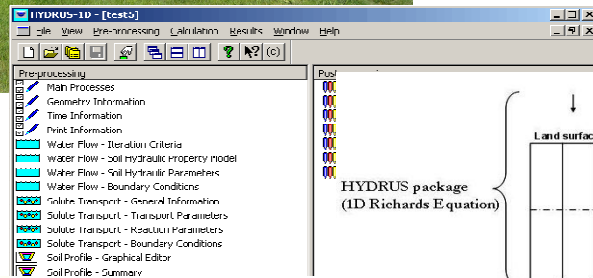 HYDRUS-1D - [test5]
File View Pre-processing Calculation Results Window Help
Pre-processing
Main Processes
Geometry Information
Time Information
Print Information
Water Flow - Iteration Criteria
Water Flow - Soil Hydraulic Property Model
Water Flow - Soil Hydraulic Parameters
Water Flow - Boundary Conditions
Solute Transport - General Information
Solute Transport - Transport Parameters
Solute Transport - Reaction Parameters
Solute Transport - Boundary Conditions
Soil Profile - Graphical Editor
Soil Profile - Summary
Land surfac
HYDRUS package
(1D Richards Equation)